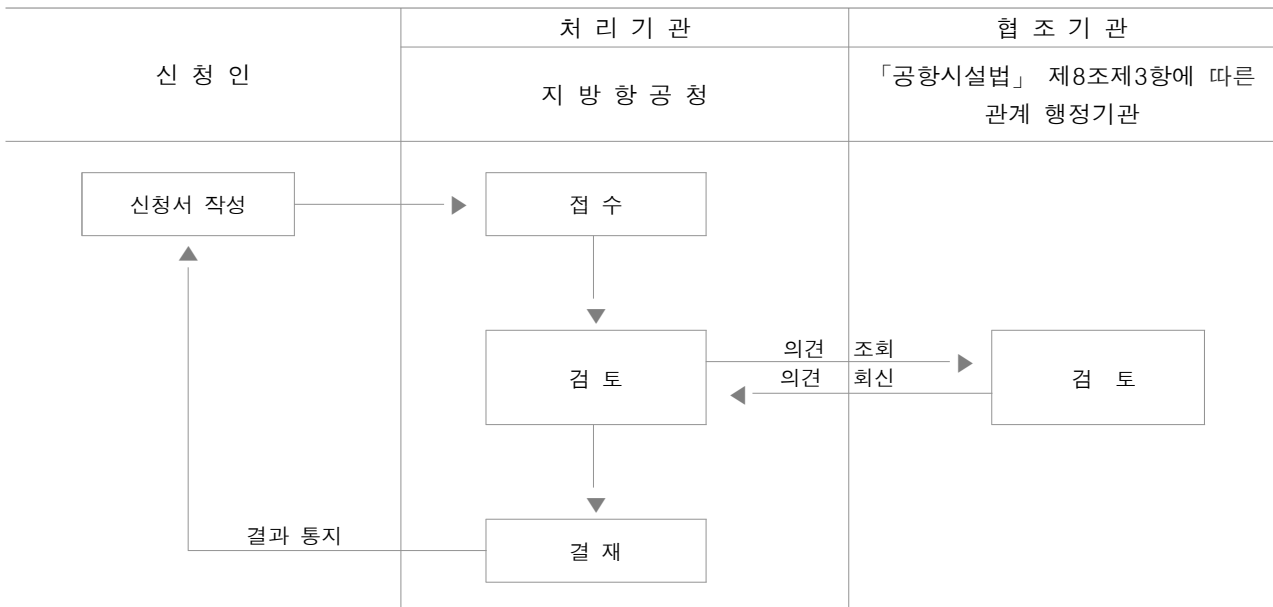 신 청 인
처 리 기 관
협 조 기 관
지 방 항 공 청
「공항시설법」 제8조제3항에 따른
관계 행정기관
신청서 작성
접 수
검 토
의견 조회
의견 회신
검 토
결과 통지
결 재